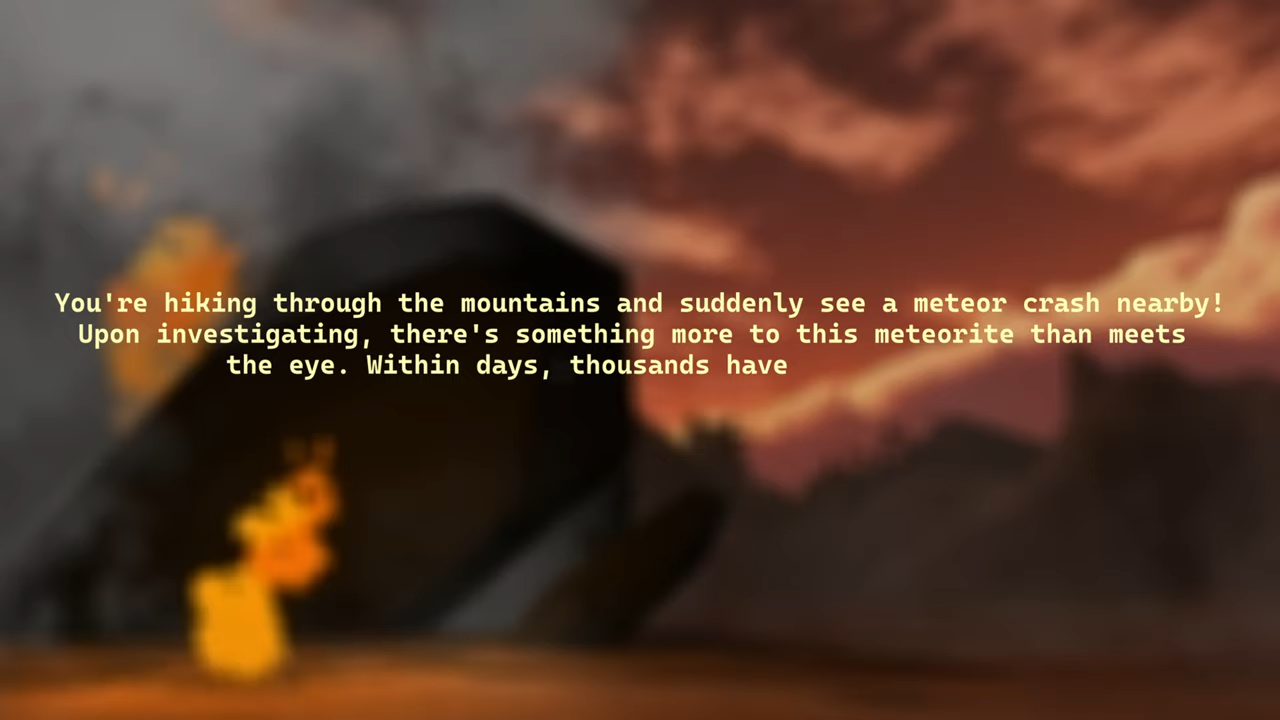 You're hiking through the mountains and suddenly see a meteor crash nearby!
Upon investigating, there's something more to this meteorite than meets
the eye. Within days, thousands have